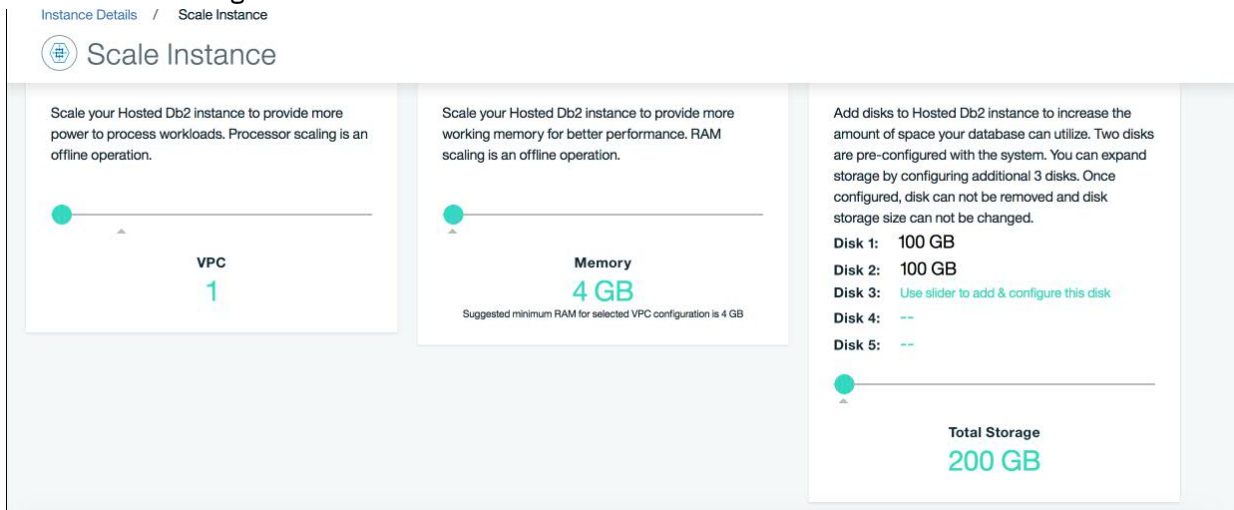 Instance Details / Scale Instance
Scale Instance
Scale your Hosted Db2 instance to provide more
power to process workloads. Processor scaling is an
offline operation.
VPC
1
Scale your Hosted Db2 instance to provide more
working memory for better performance. RAM
scaling is an offline operation.
Memory
4 GB
Suggested minimum RAM for selected VPC configuration is 4 GB
Add disks to Hosted Db2 instance to increase the
amount of space your database can utilize. Two disks
are pre-configured with the system. You can expand
storage by configuring additional 3 disks. Once
configured, disk can not be removed and disk
storage size can not be changed.
Disk 1: 100 GB
Disk 2: 100 GB
Disk 3: Use slider to add & configure this disk
Disk 4: --
Disk 5: --
Total Storage
200 GB